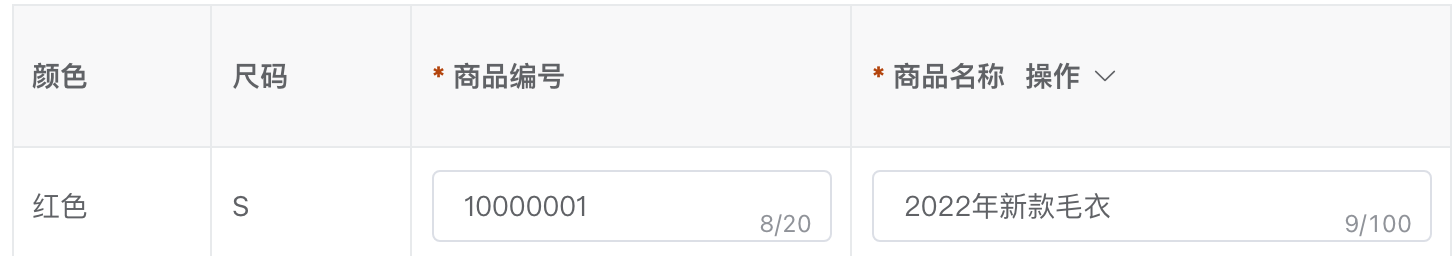 颜色 尺码 * 商品编号 * 商品名称 操作
红色 S 10000001 8/20 2022年新款毛衣 9/100